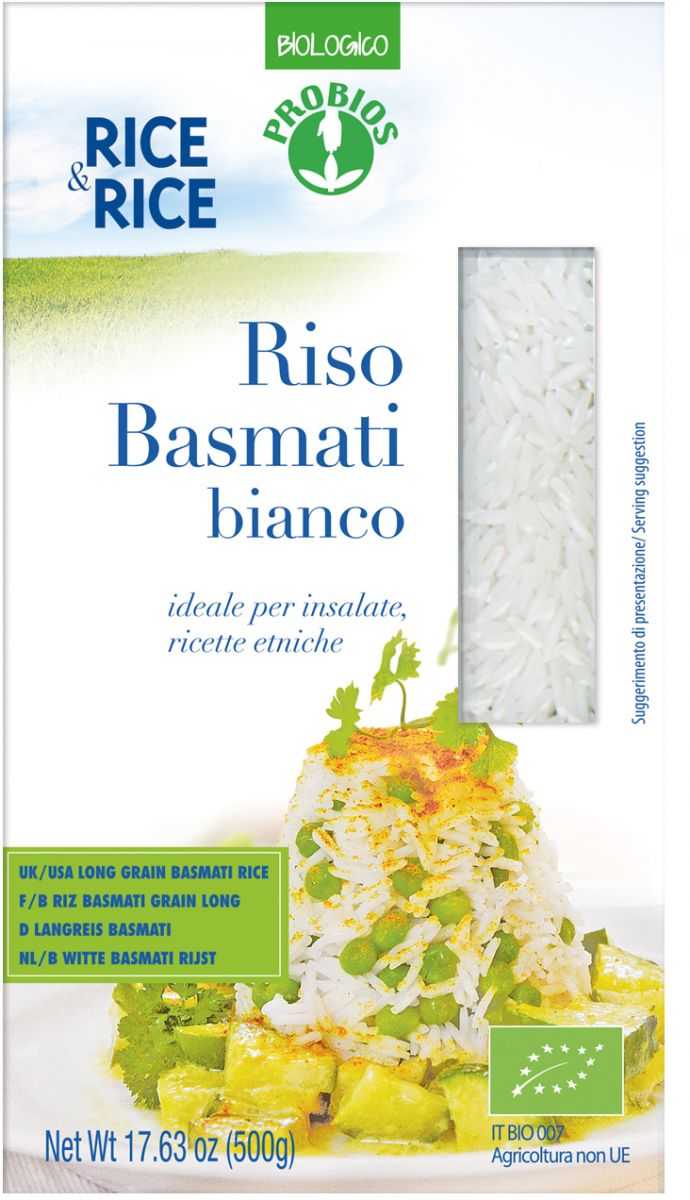 BIOLOGICO
PROBIOS
RICE
& RICE
Riso
Basmati
bianco
ideale per insalate,
ricette etniche
Suggerimento di presentazione/ Serving suggestion
UK/USA LONG GRAIN BASMATI RICE
F/B RIZ BASMATI GRAIN LONG
D LANGREIS BASMATI
NL/B WITTE BASMATI RIJST
Net Wt 17.63 oz (500g)
IT BIO 007
Agricoltura non UE